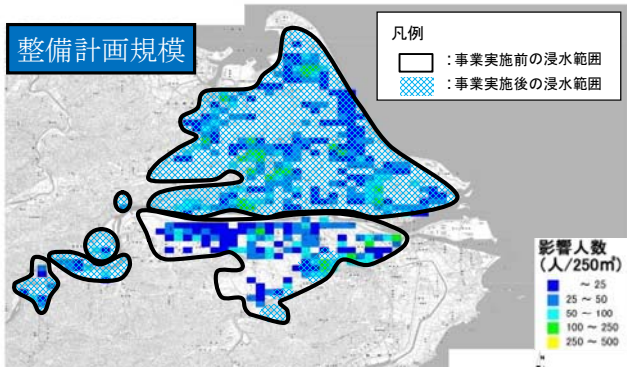 整備計画規模
凡例
：事業実施前の浸水範囲
：事業実施後の浸水範囲
影響人数
(人/250㎡)
～ 25
25 ～ 50
50 ～ 100
100 ～ 250
250 ～ 500